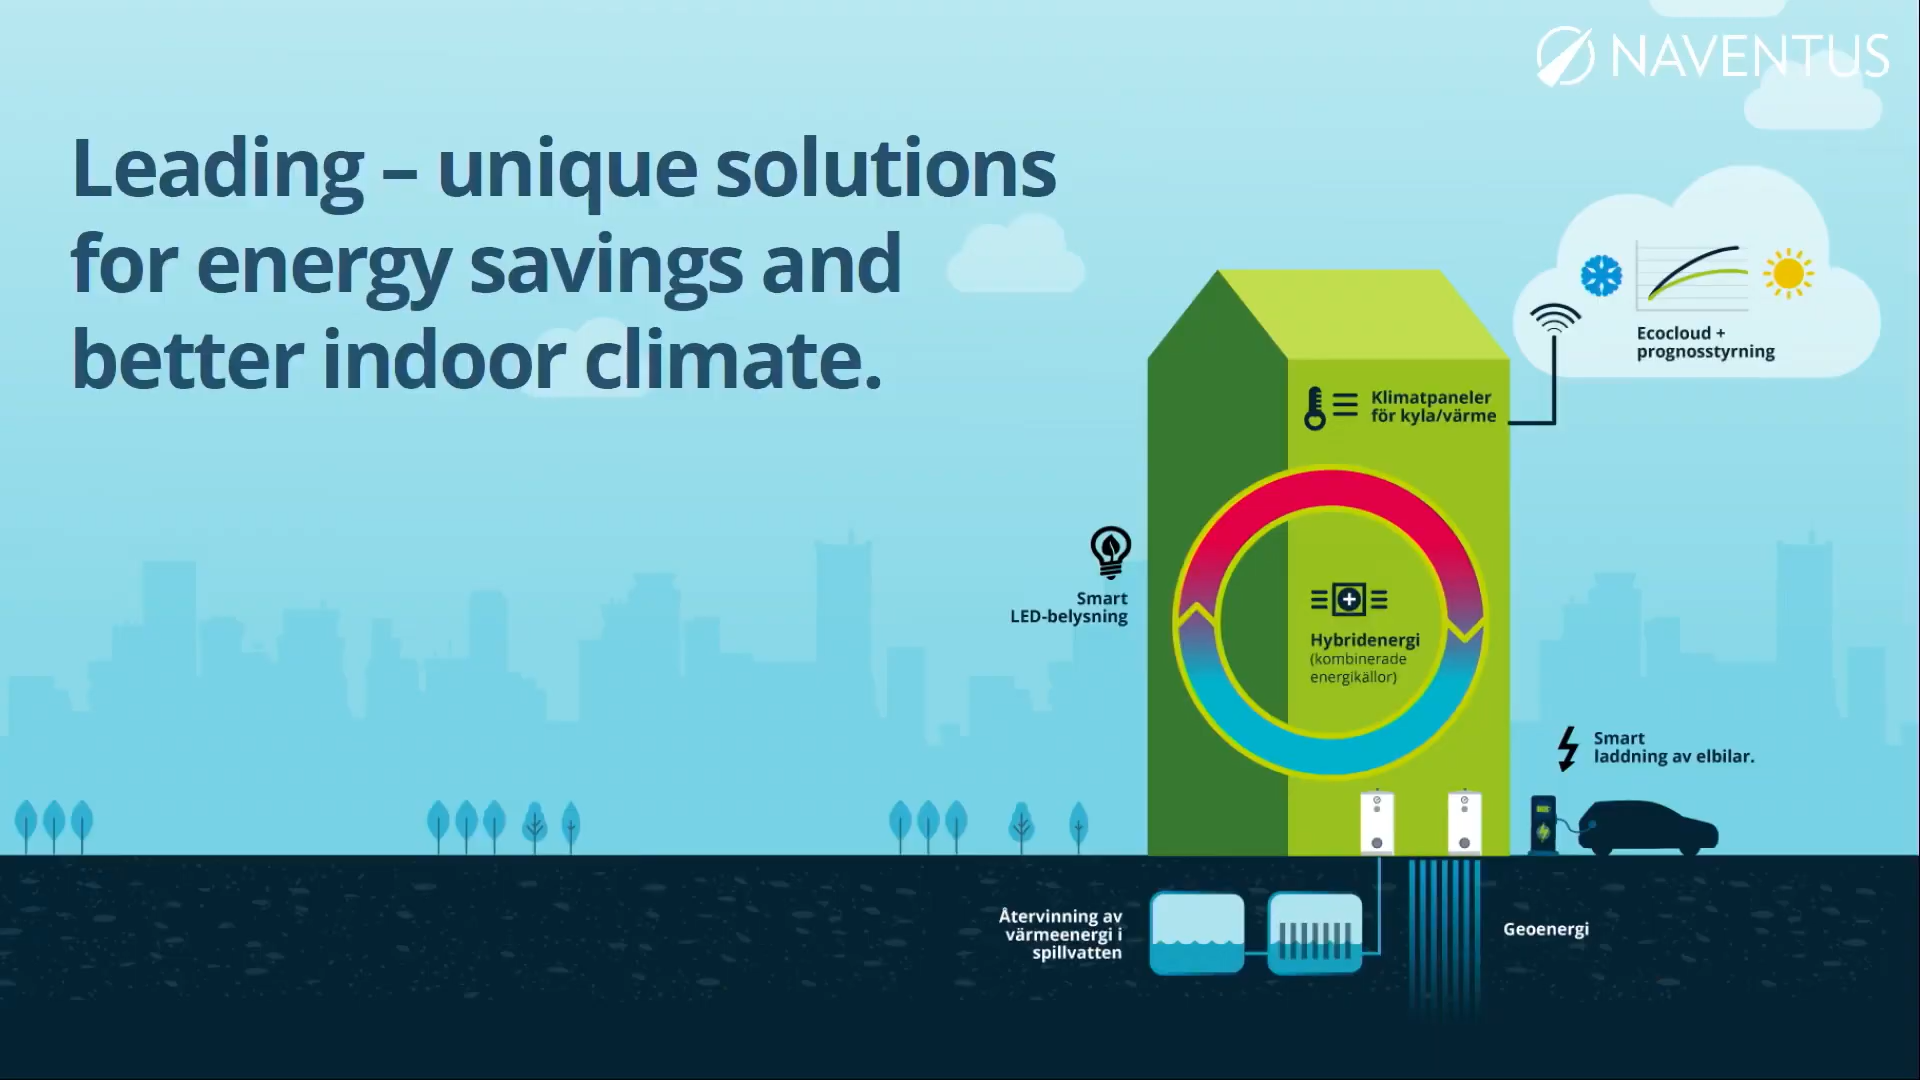 NAVENTUS
Leading – unique solutions
for energy savings and
better indoor climate.
Ecocloud +
prognosstyrning
Klimatpaneler
för kyla/värme
Smart
LED-belysning
Hybridenergi
(kombinerade
energikällor)
Smart
laddning av elbilar.
Återvinning av
värmeenergi i
spillvatten
Geoenergi